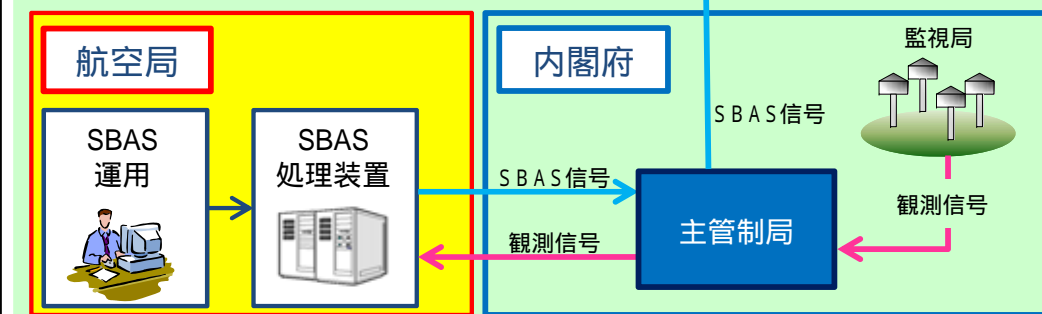 航空局
SBAS
運用
SBAS
処理装置
ＳＢＡＳ信号
観測信号
内閣府
主管制局
ＳＢＡＳ信号
監視局
観測信号